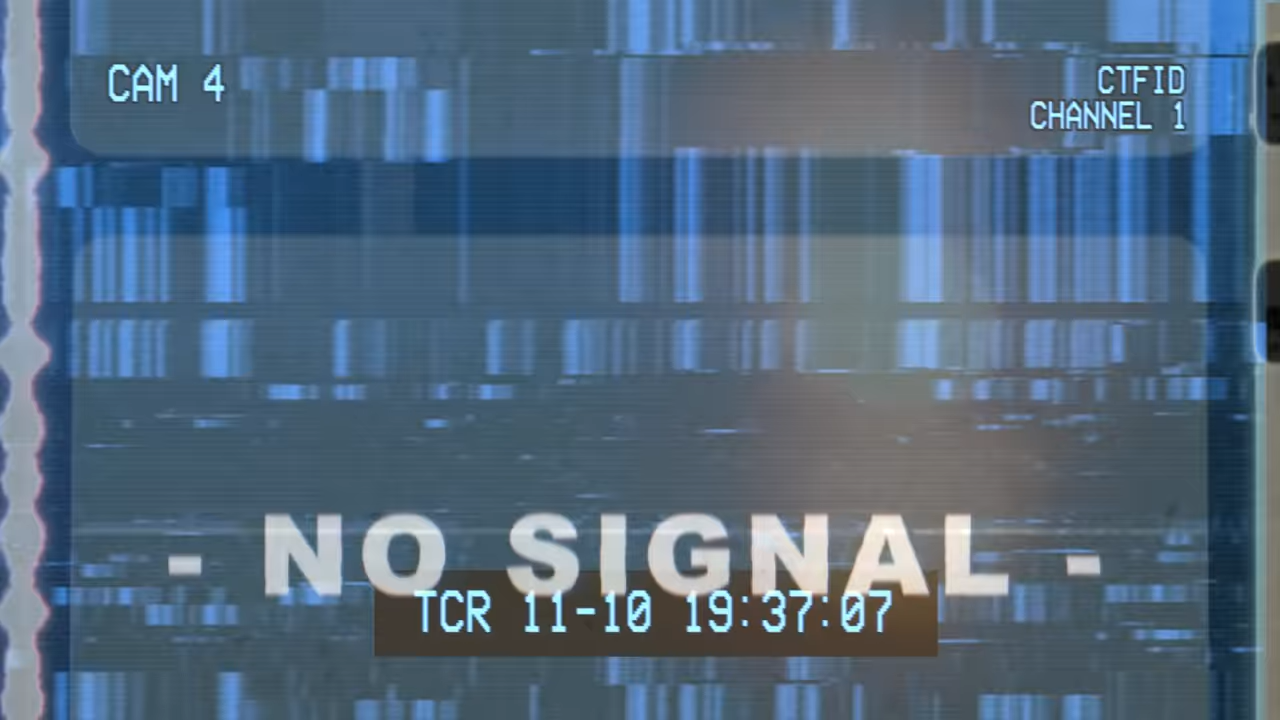 CAM 4
CTFID
CHANNEL 1
- NO SIGNAL -
TCR 11-10 19:37:07